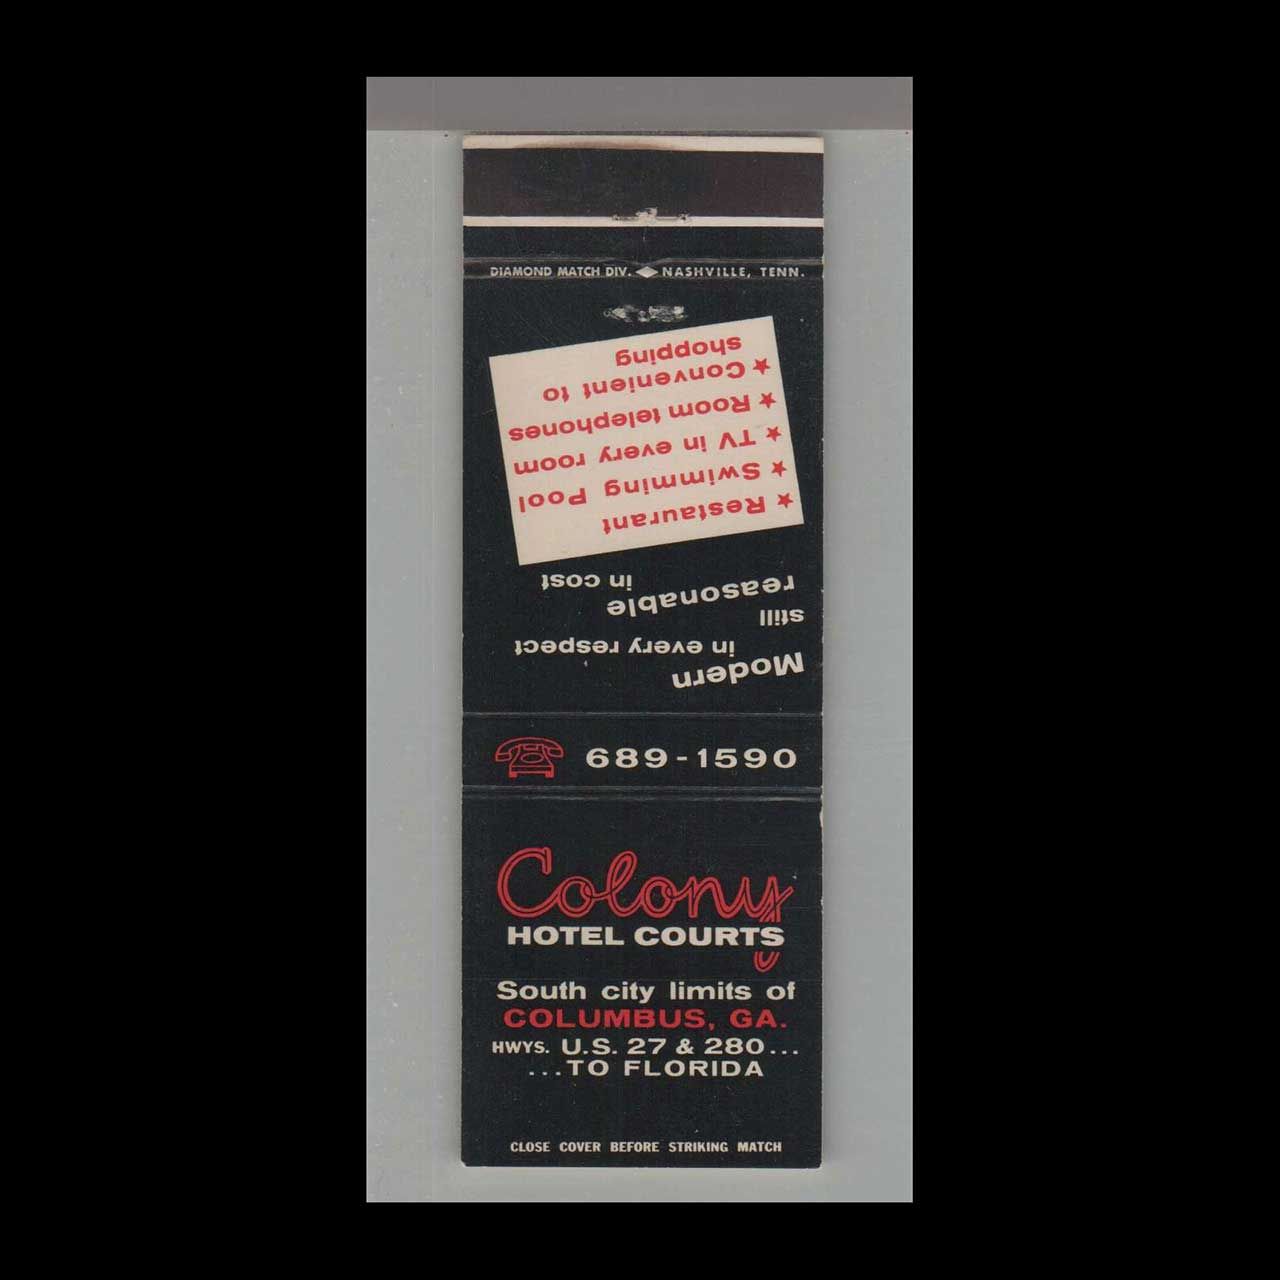 DIAMOND MATCH DIV. NASHVILLE, TENN.
Modern
in every respect
still
reasonable
in cost
★ Restaurant
★ Swimming Pool
★ TV in every room
★ Room telephones
★ Convenient to
shopping
689-1590
Colony
HOTEL COURTS
South city limits of
COLUMBUS, GA.
HWYS. U.S. 27 & 280...
...TO FLORIDA
CLOSE COVER BEFORE STRIKING MATCH